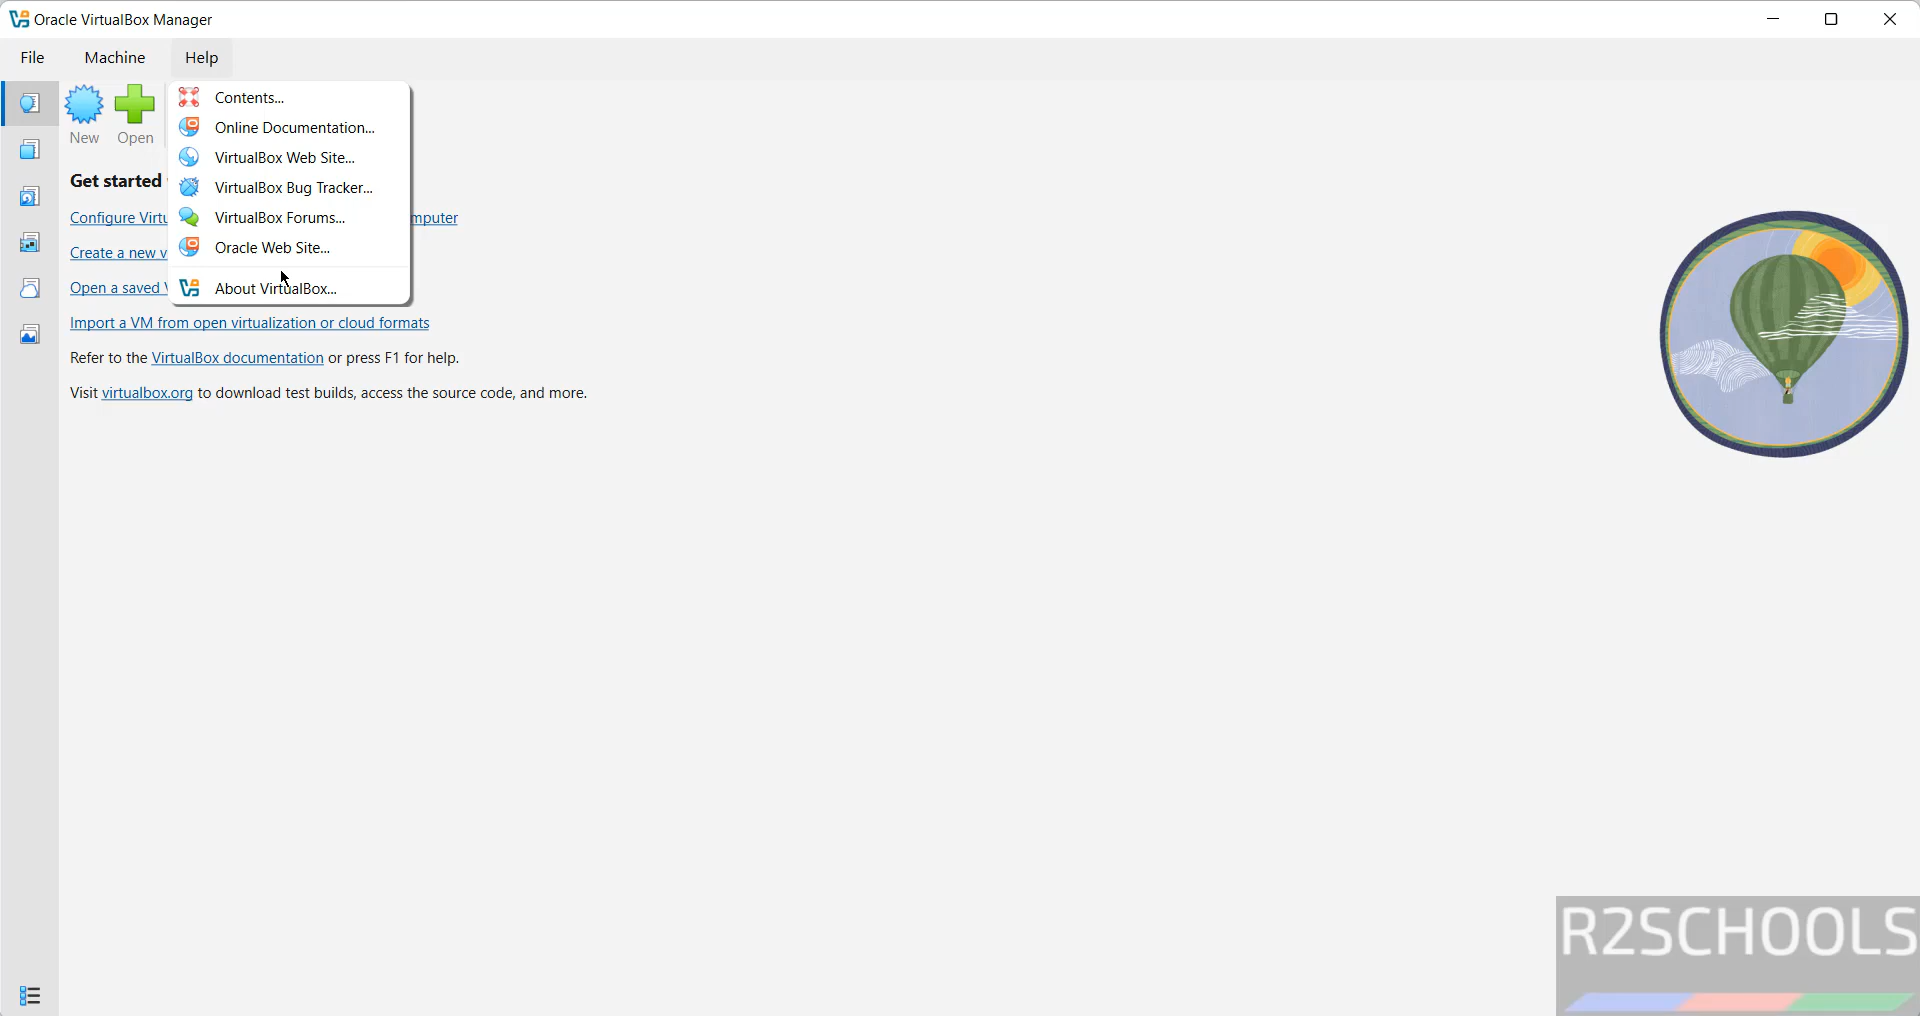 Oracle VirtualBox Manager
File Machine Help
New Open
Contents...
Online Documentation...
VirtualBox Web Site...
VirtualBox Bug Tracker...
VirtualBox Forums...
Oracle Web Site...
About VirtualBox...
Get started
Configure Virtu mputer
Create a new v
Open a saved
Import a VM from open virtualization or cloud formats
Refer to the VirtualBox documentation or press F1 for help.
Visit virtualbox.org to download test builds, access the source code, and more.
R2SCHOOLS